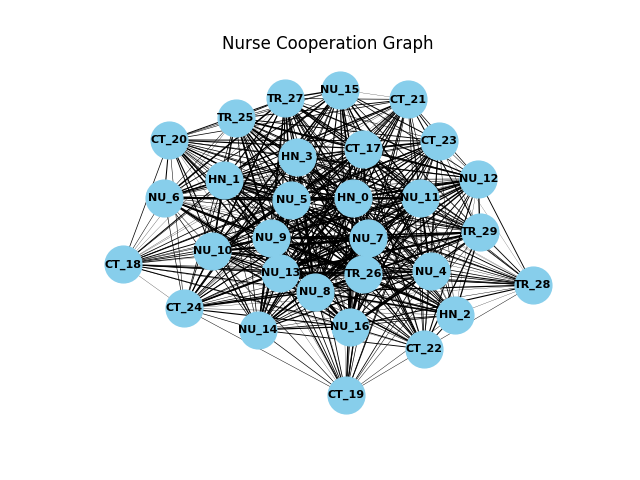 Nurse Cooperation Graph
NU_15
TR_27
CT_21
TR_25
CT_20
CT_23
CT_17
HN_3
HN_1
NU_12
NU_6
NU_5
HN_0
NU_11
TR_29
NU_9
NU_7
NU_10
CT_18
NU_13
TR_26
NU_4
TR_28
NU_8
CT_24
HN_2
NU_14
NU_16
CT_22
CT_19